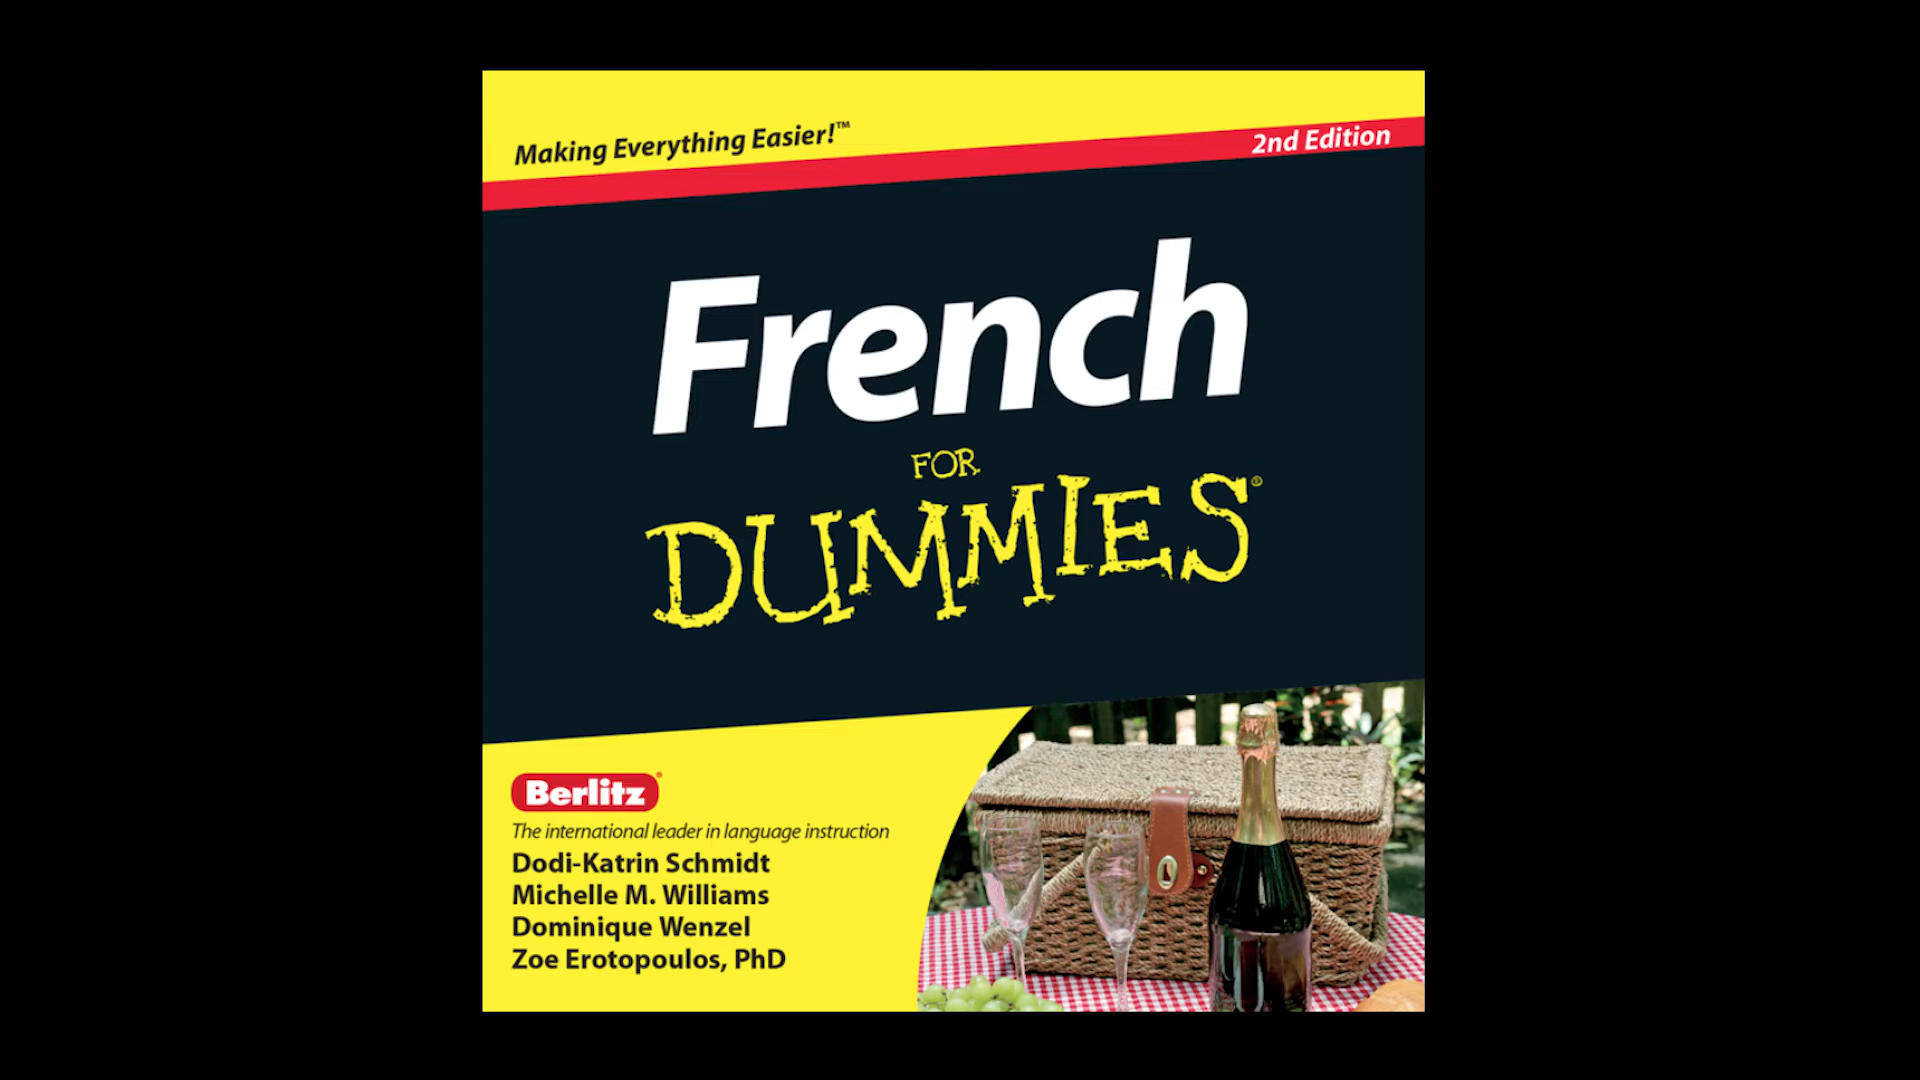 Making Everything Easier!™
2nd Edition
French
FOR
DUMMIES®
Berlitz®
The international leader in language instruction
Dodi-Katrin Schmidt
Michelle M. Williams
Dominique Wenzel
Zoe Erotopoulos, PhD